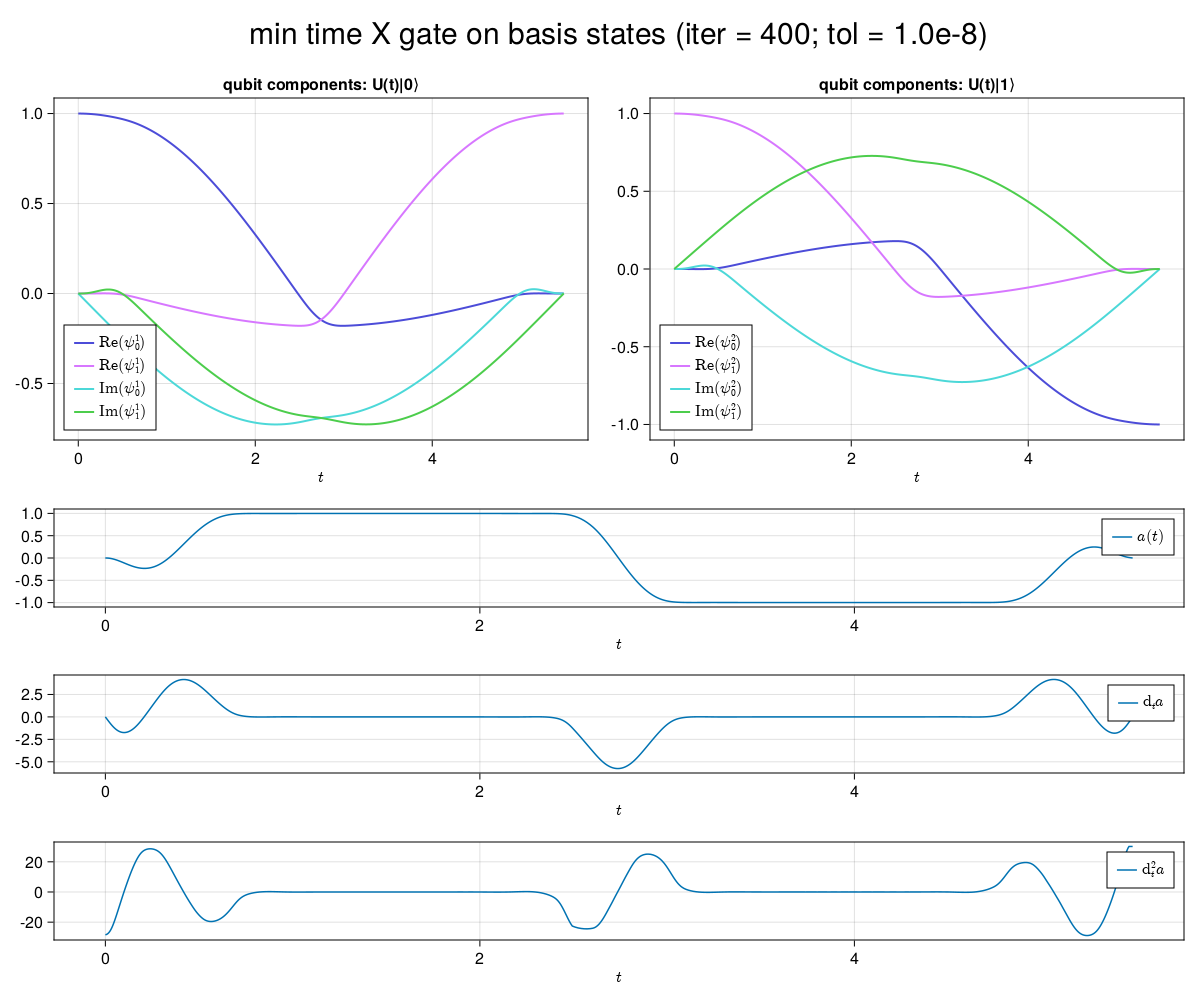 min time X gate on basis states (iter = 400; tol = 1.0e-8)
qubit components: U(t)|0⟩
1.0
0.5
0.0
-0.5
Re(ψ₀¹)
Re(ψ₁¹)
Im(ψ₀¹)
Im(ψ₁¹)
0 2 4
t
qubit components: U(t)|1⟩
1.0
0.5
0.0
-0.5
-1.0
Re(ψ₀²)
Re(ψ₁²)
Im(ψ₀²)
Im(ψ₁²)
0 2 4
t
1.0
0.5
0.0
-0.5
-1.0
a(t)
0 2 4
t
2.5
0.0
-2.5
-5.0
dₜa
0 2 4
t
20
0
-20
dₜ²a
0 2 4
t